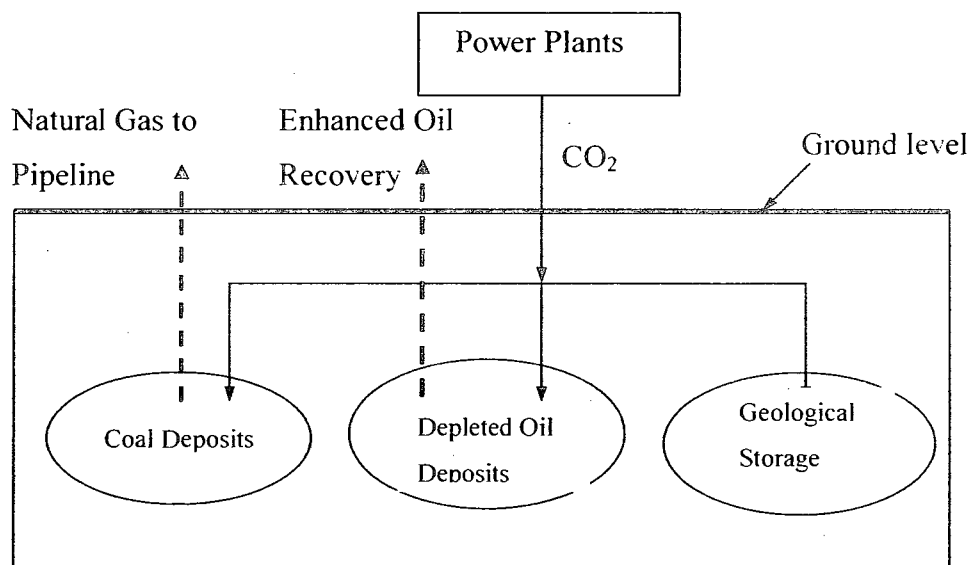 Power Plants
Natural Gas to
Pipeline
Enhanced Oil
Recovery
CO₂
Ground level
Coal Deposits
Depleted Oil
Deposits
Geological
Storage